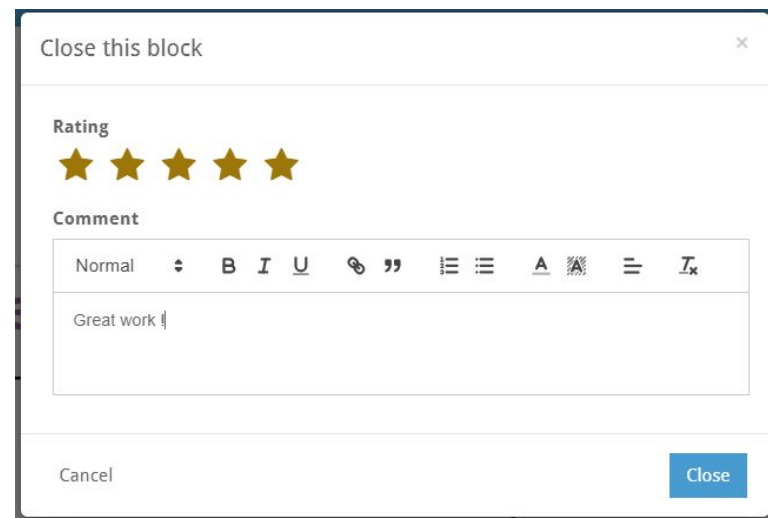 Close this block
×
Rating
Comment
Normal B I U
Great work !
Cancel Close